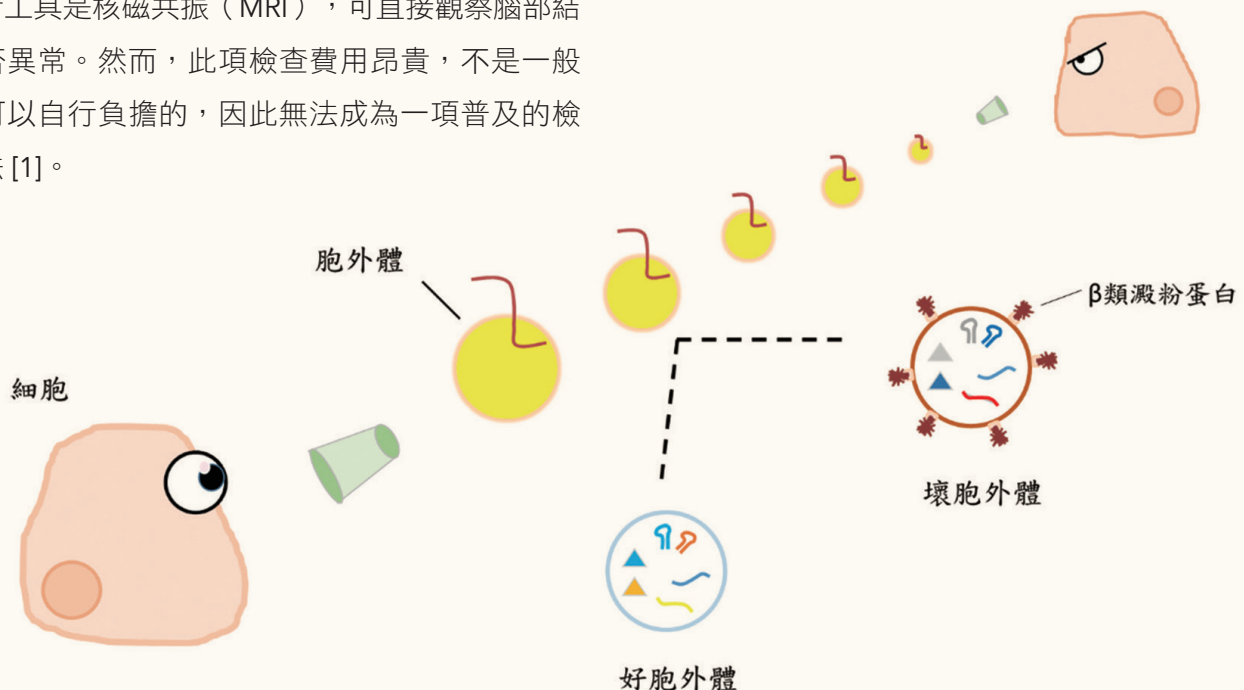 工具是核磁共振（MRI），可直接觀察腦部結
異常。然而，此項檢查費用昂貴，不是一般
可以自行負擔的，因此無法成為一項普及的檢
[1]。
胞外體
β類澱粉蛋白
細胞
壞胞外體
好胞外體